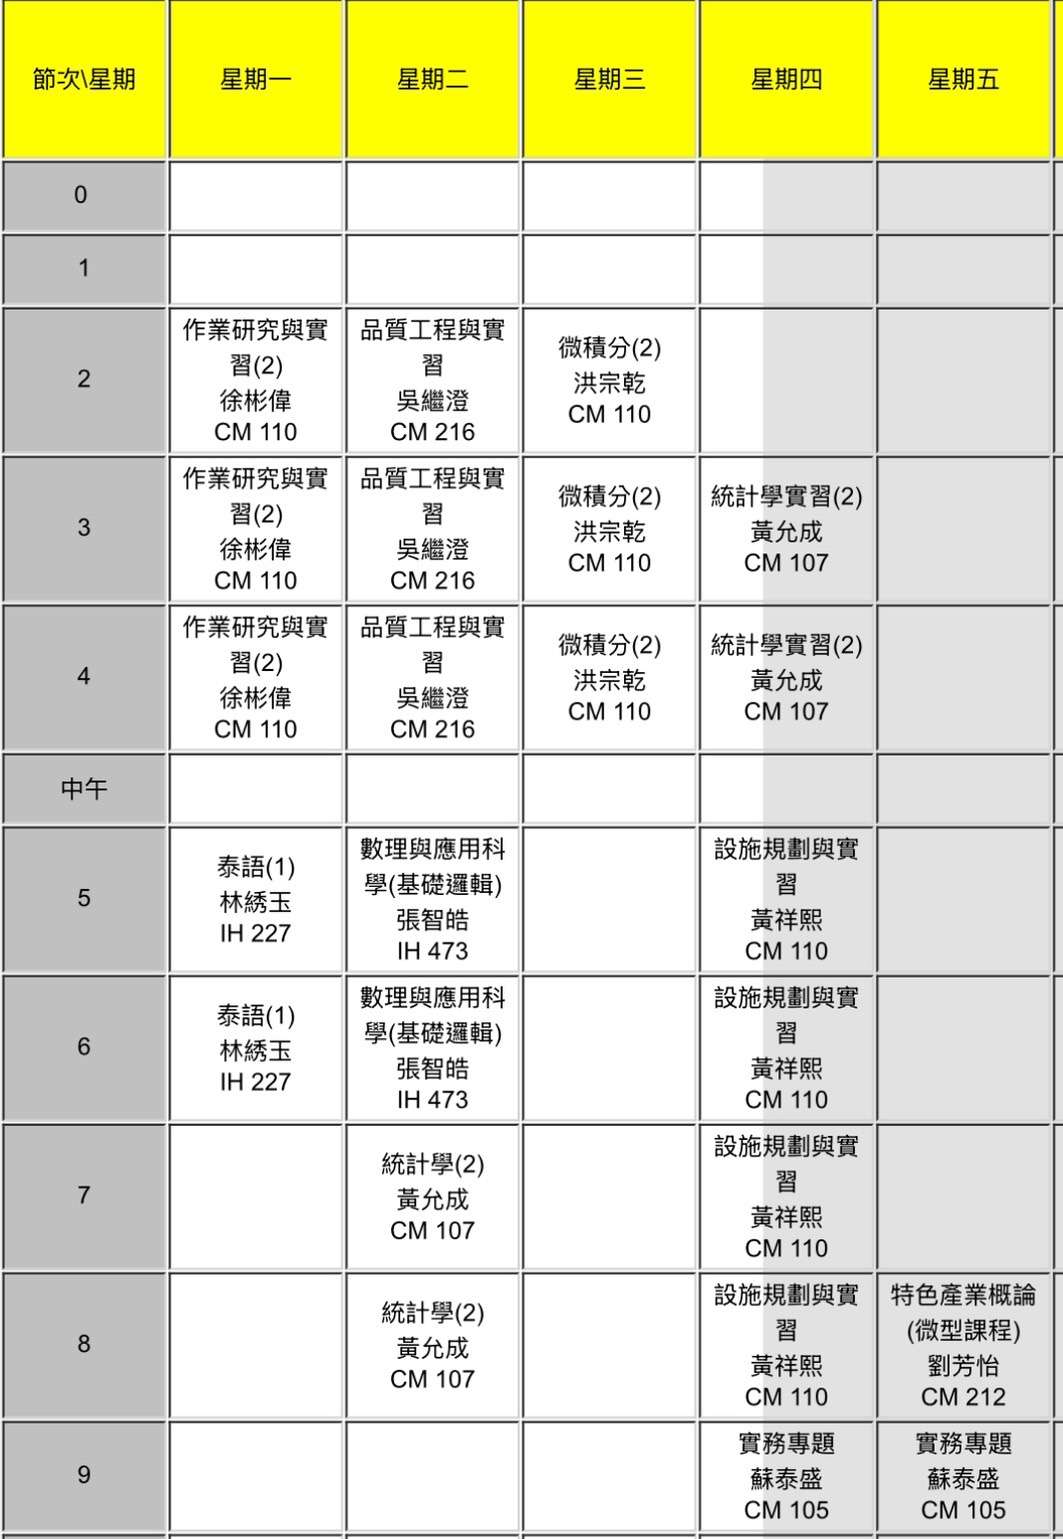 節次\星期 星期一 星期二 星期三 星期四 星期五
0
1
2
作業研究與實
習(2)
徐彬偉
CM 110
品質工程與實
習
吳繼澄
CM 216
微積分(2)
洪宗乾
CM 110
3
作業研究與實
習(2)
徐彬偉
CM 110
品質工程與實
習
吳繼澄
CM 216
微積分(2)
洪宗乾
CM 110
統計學實習(2)
黃允成
CM 107
4
作業研究與實
習(2)
徐彬偉
CM 110
品質工程與實
習
吳繼澄
CM 216
微積分(2)
洪宗乾
CM 110
統計學實習(2)
黃允成
CM 107
中午
5
泰語(1)
林綉玉
IH 227
數理與應用科
學(基礎邏輯)
張智皓
IH 473
設施規劃與實
習
黃祥熙
CM 110
6
泰語(1)
林綉玉
IH 227
數理與應用科
學(基礎邏輯)
張智皓
IH 473
設施規劃與實
習
黃祥熙
CM 110
7
統計學(2)
黃允成
CM 107
設施規劃與實
習
黃祥熙
CM 110
8
統計學(2)
黃允成
CM 107
設施規劃與實
習
黃祥熙
CM 110
特色產業概論
(微型課程)
劉芳怡
CM 212
9
實務專題
蘇泰盛
CM 105
實務專題
蘇泰盛
CM 105